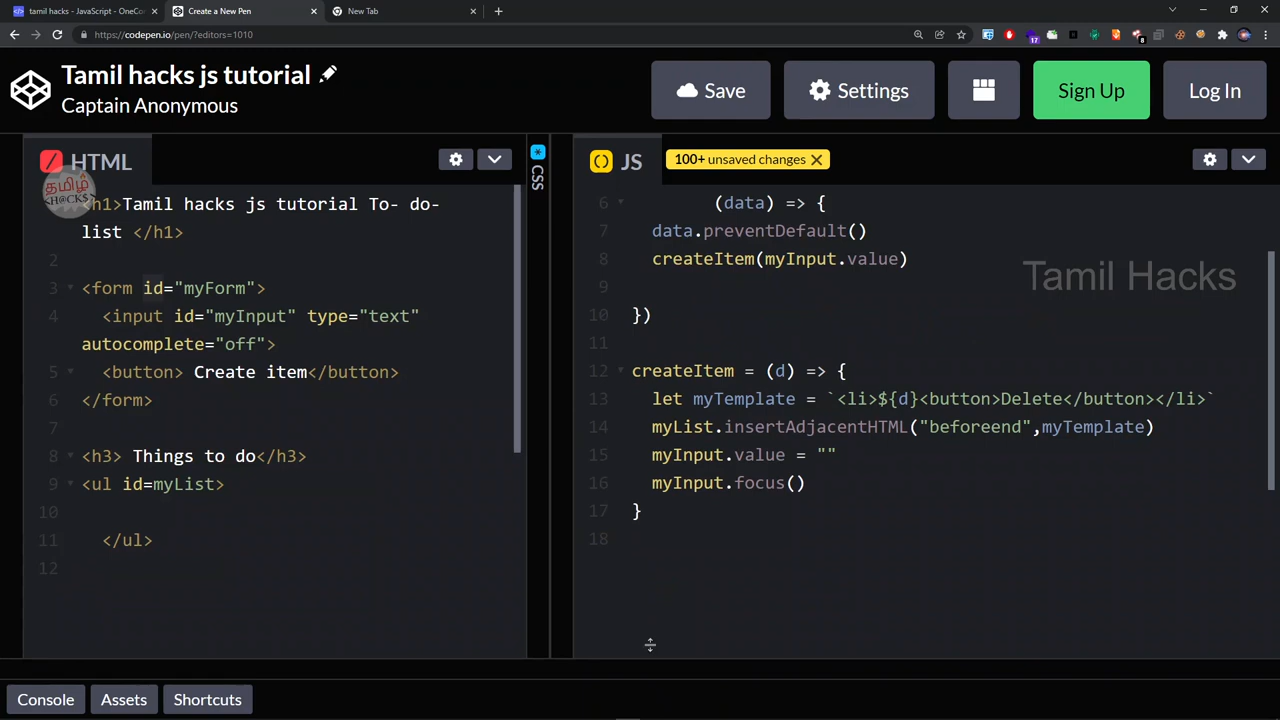 tamil hacks - JavaScript - OneCo
Create a New Pen
New Tab
https://codepen.io/pen/?editors=1010
17
8
Tamil hacks js tutorial
Captain Anonymous
Save
Settings
Sign Up
Log In
HTML
தமிழ்
<H@CK$>
<h1>Tamil hacks js tutorial To- do-
list </h1>
2
3 <form id="myForm">
4 <input id="myInput" type="text"
autocomplete="off">
5 <button> Create item</button>
6 </form>
7
8 <h3> Things to do</h3>
9 <ul id=myList>
10
11 </ul>
12
CSS
JS
100+ unsaved changes
6 (data) => {
7 data.preventDefault()
8 createItem(myInput.value)
9
10 })
11
12 createItem = (d) => {
13 let myTemplate = `<li>${d}<button>Delete</button></li>`
14 myList.insertAdjacentHTML("beforeend",myTemplate)
15 myInput.value = ""
16 myInput.focus()
17 }
18
Tamil Hacks
Console
Assets
Shortcuts